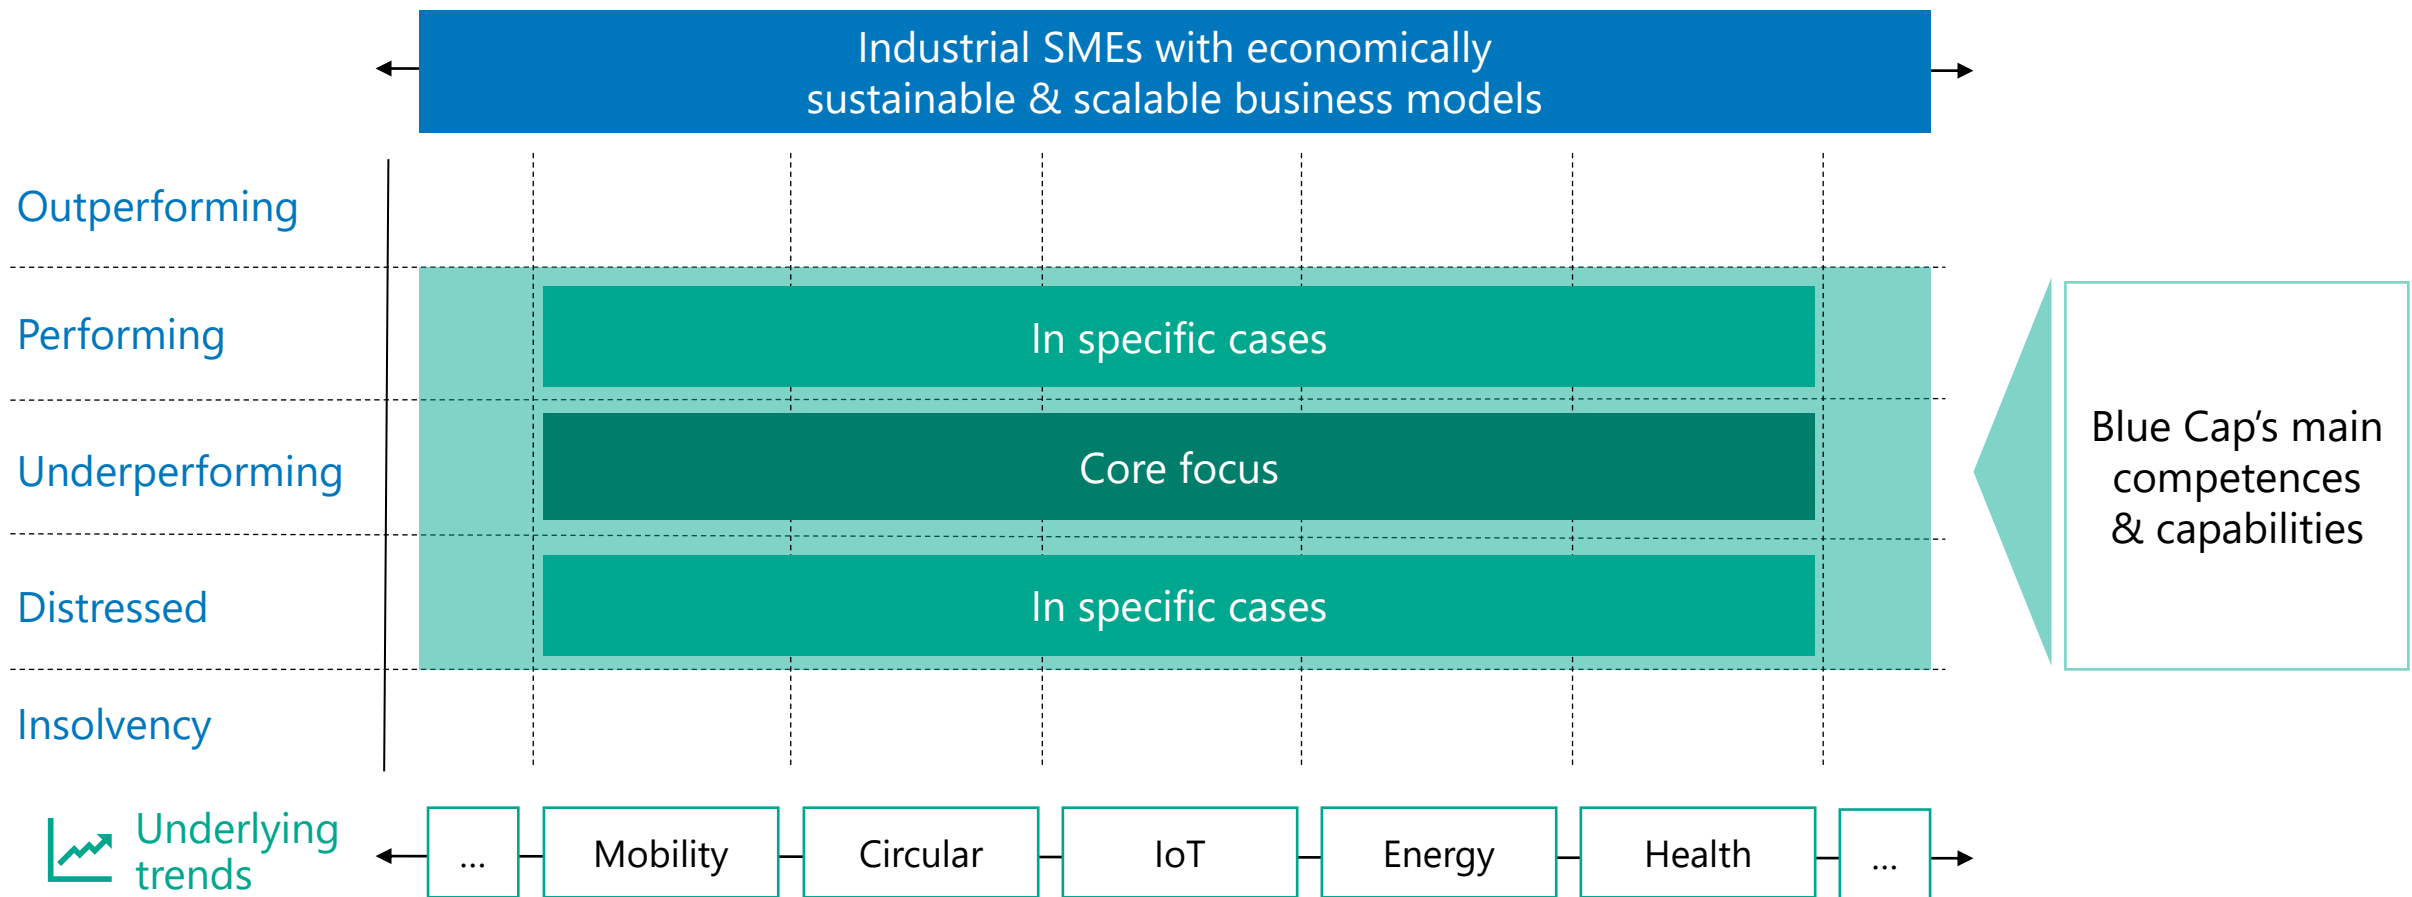 Industrial SMEs with economically
sustainable & scalable business models
Outperforming
Performing
In specific cases
Underperforming
Core focus
Distressed
In specific cases
Insolvency
Blue Cap’s main
competences
& capabilities
Underlying
trends
...
Mobility
Circular
IoT
Energy
Health
...